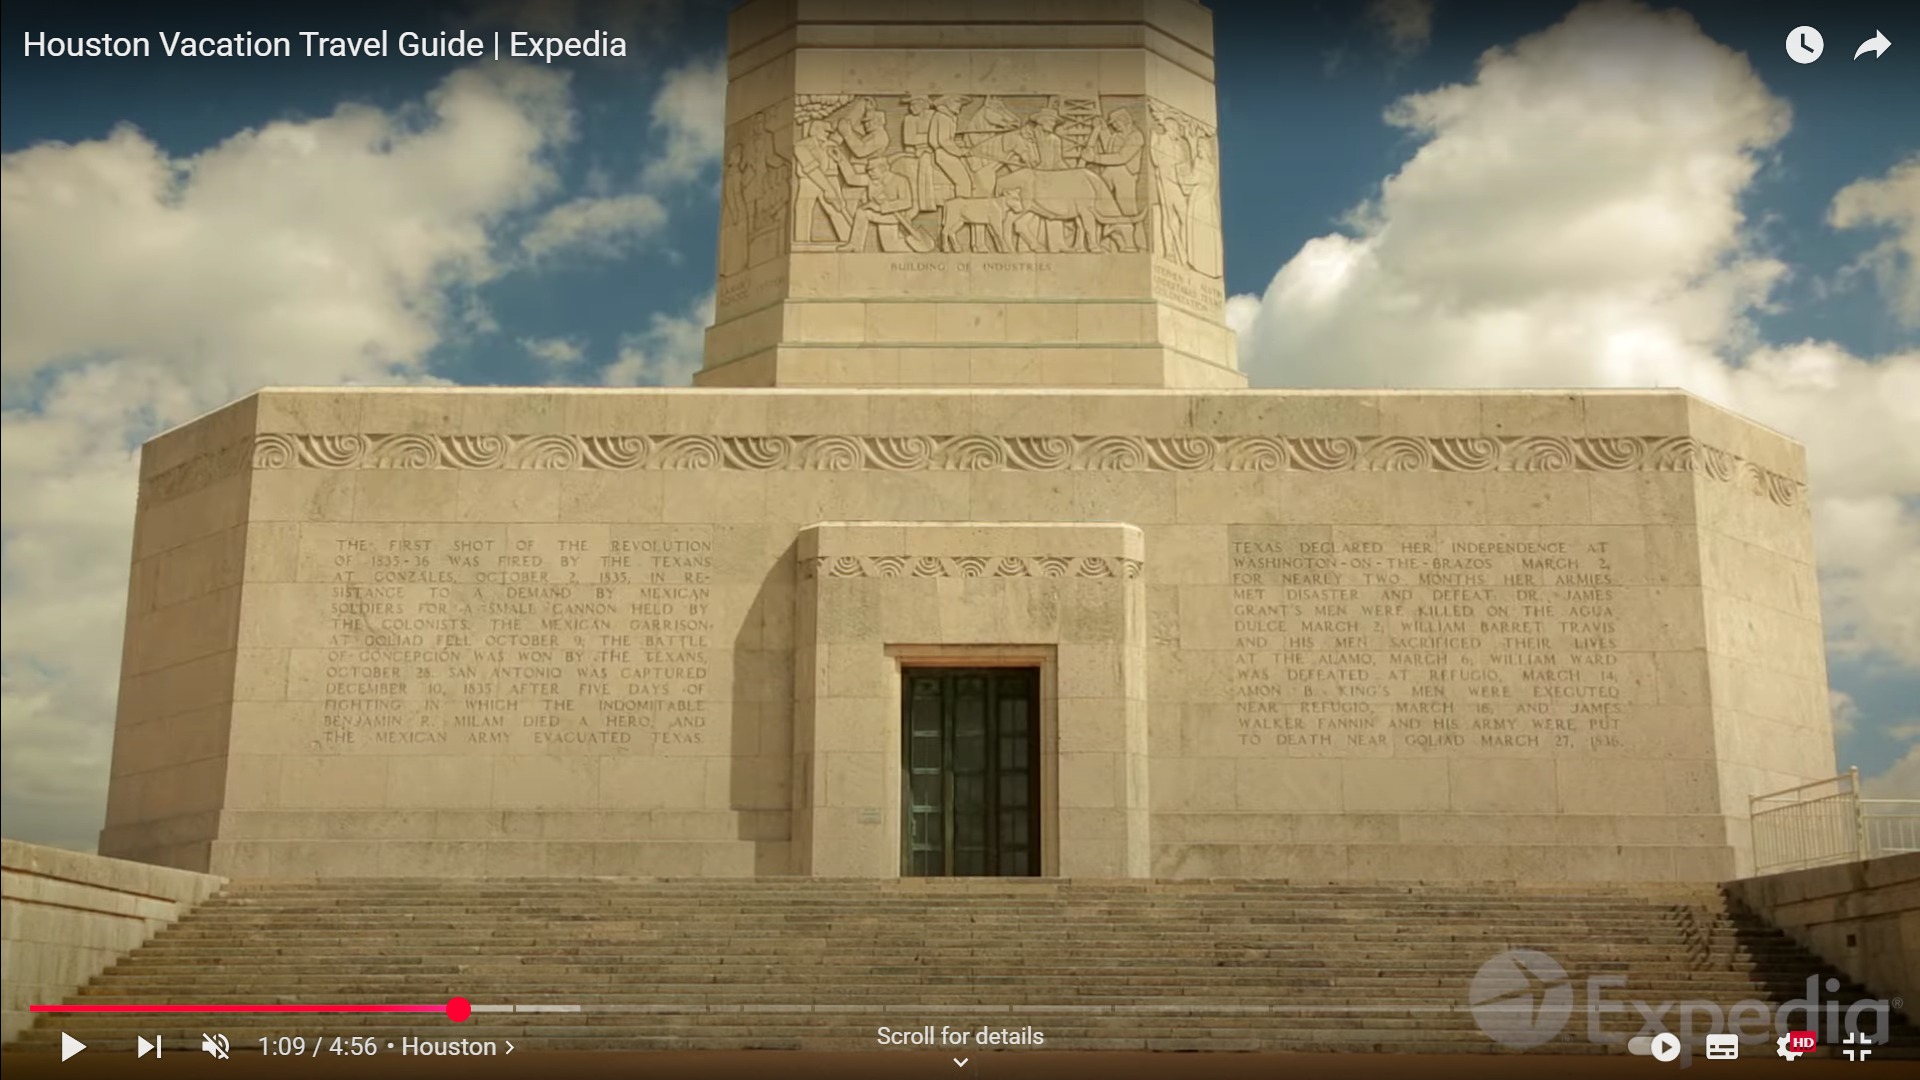 Houston Vacation Travel Guide | Expedia
BUILDING OF INDUSTRIES
THE FIRST SHOT OF THE REVOLUTION
OF 1835-36 WAS FIRED BY THE TEXANS
AT GONZALES, OCTOBER 2, 1835, IN RE-
SISTANCE TO A DEMAND BY MEXICAN
SOLDIERS FOR A SMALL CANNON HELD BY
THE COLONISTS. THE MEXICAN GARRISON
AT GOLIAD FELL OCTOBER 9; THE BATTLE
OF CONCEPCION WAS WON BY THE TEXANS,
OCTOBER 28. SAN ANTONIO WAS CAPTURED
DECEMBER 10, 1835 AFTER FIVE DAYS OF
FIGHTING IN WHICH THE INDOMITABLE
BENJAMIN R. MILAM DIED A HERO, AND
THE MEXICAN ARMY EVACUATED TEXAS.
TEXAS DECLARED HER INDEPENDENCE AT
WASHINGTON-ON-THE-BRAZOS MARCH 2,
FOR NEARLY TWO MONTHS HER ARMIES
MET DISASTER AND DEFEAT. DR. JAMES
GRANT'S MEN WERE KILLED ON THE AGUA
DULCE MARCH 2; WILLIAM BARRET TRAVIS
AND HIS MEN SACRIFICED THEIR LIVES
AT THE ALAMO, MARCH 6; WILLIAM WARD
WAS DEFEATED AT REFUGIO, MARCH 14;
AMON B. KING'S MEN WERE EXECUTED
NEAR REFUGIO, MARCH 16, AND JAMES
WALKER FANNIN AND HIS ARMY WERE PUT
TO DEATH NEAR GOLIAD MARCH 27, 1836.
Expedia
1:09 / 4:56 • Houston
Scroll for details
HD